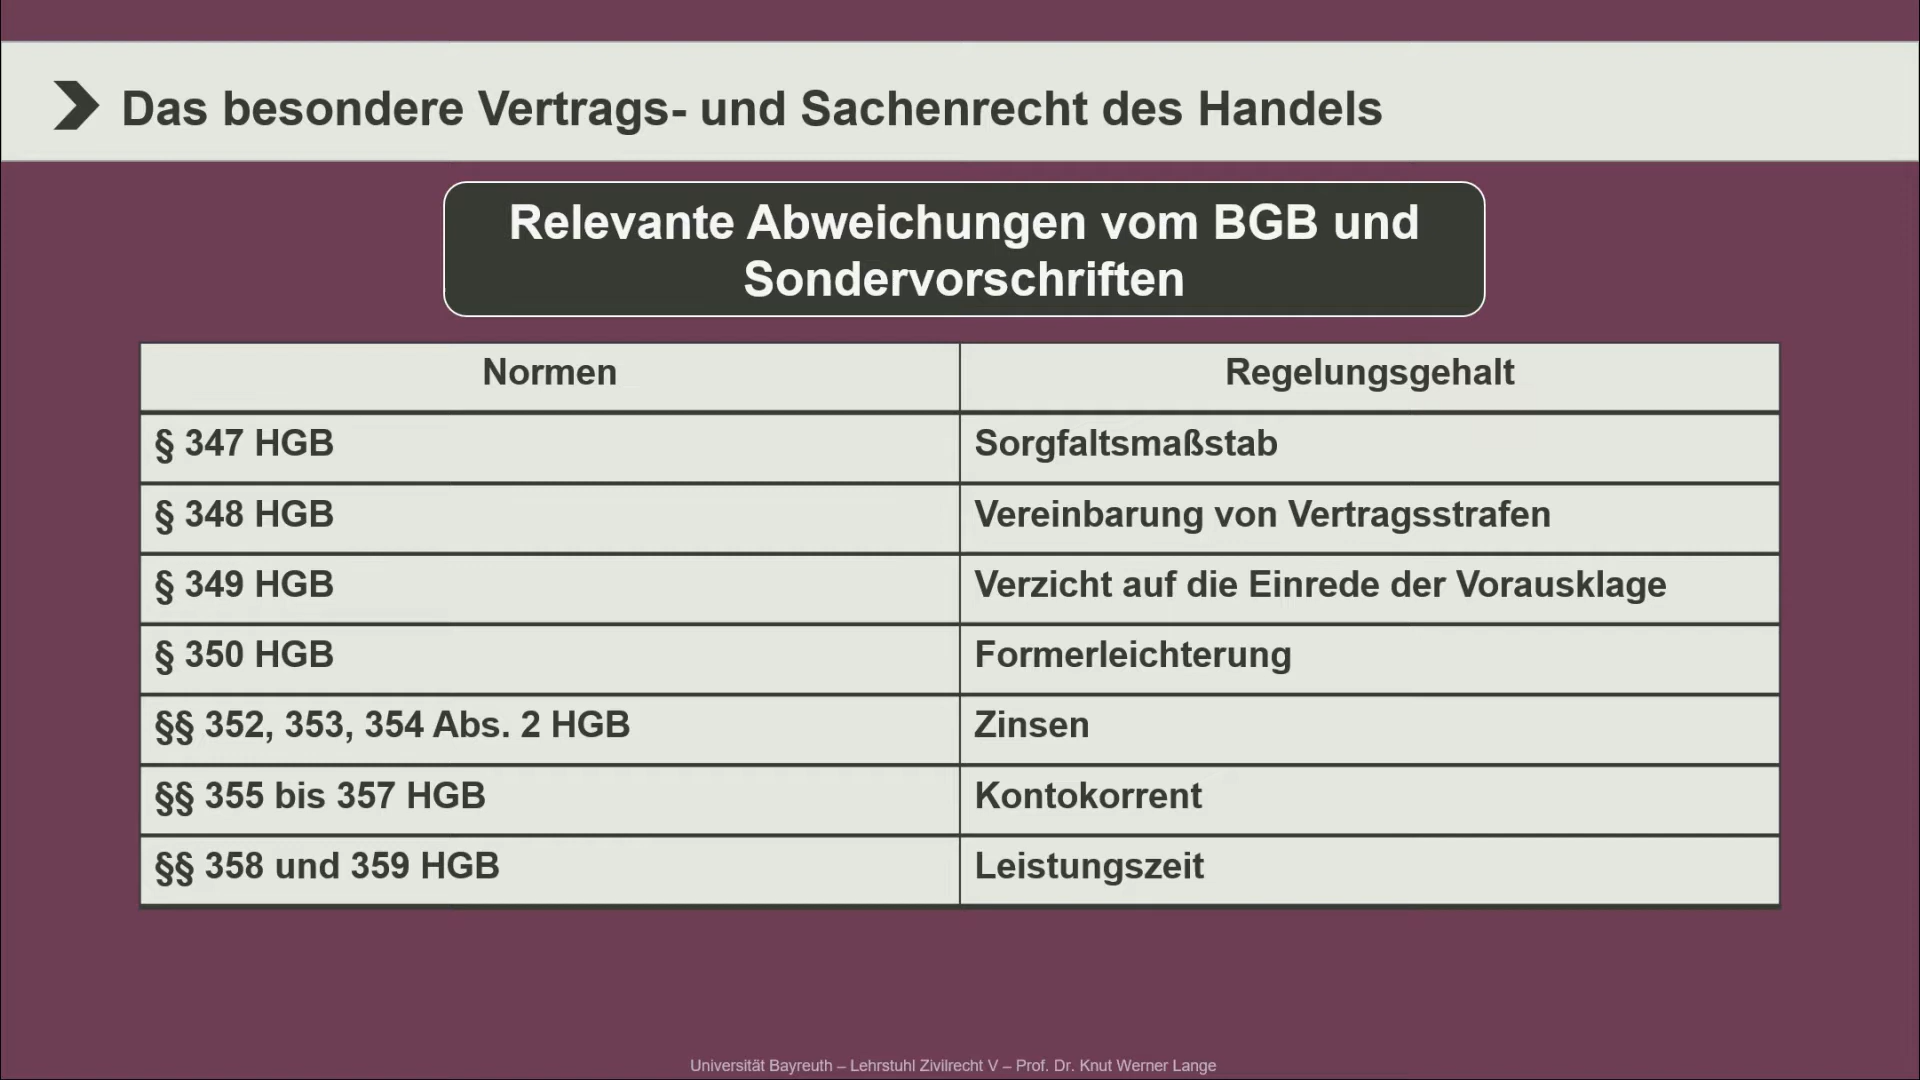 Das besondere Vertrags- und Sachenrecht des Handels
Relevante Abweichungen vom BGB und
Sondervorschriften
Normen Regelungsgehalt
§ 347 HGB Sorgfaltsmaßstab
§ 348 HGB Vereinbarung von Vertragsstrafen
§ 349 HGB Verzicht auf die Einrede der Vorausklage
§ 350 HGB Formerleichterung
§§ 352, 353, 354 Abs. 2 HGB Zinsen
§§ 355 bis 357 HGB Kontokorrent
§§ 358 und 359 HGB Leistungszeit
Universität Bayreuth – Lehrstuhl Zivilrecht V – Prof. Dr. Knut Werner Lange